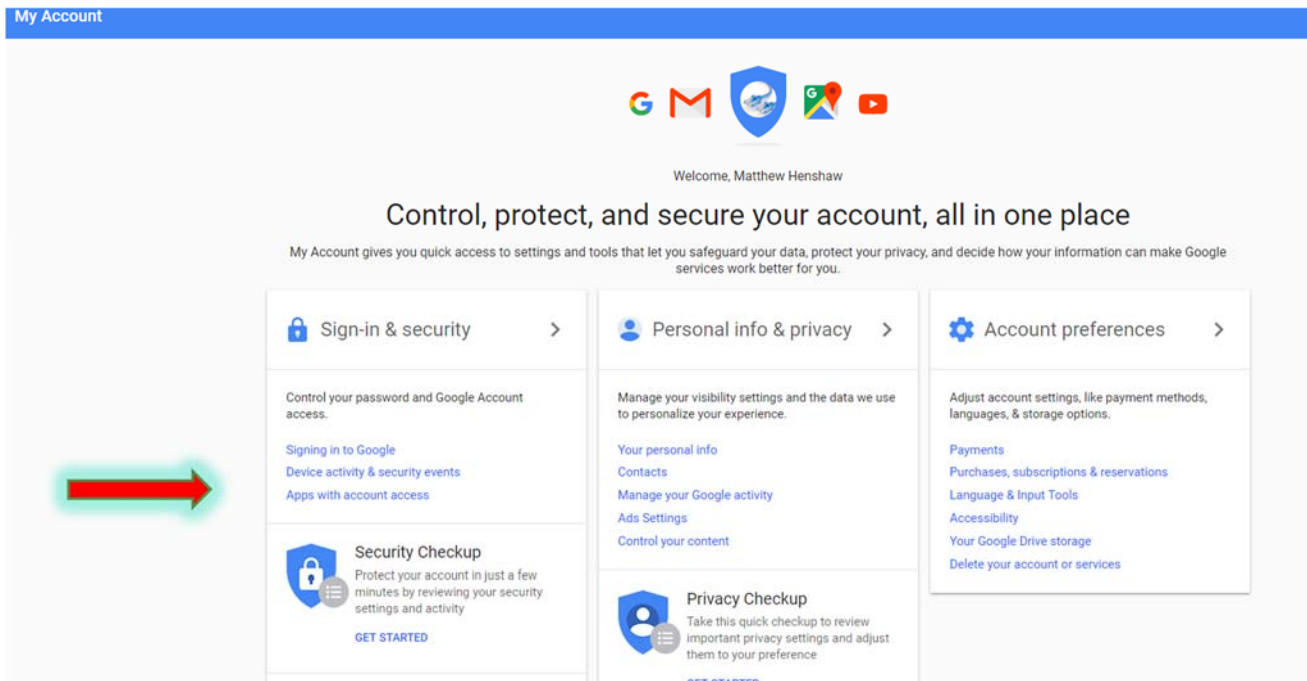 My Account
Welcome, Matthew Henshaw
Control, protect, and secure your account, all in one place
My Account gives you quick access to settings and tools that let you safeguard your data, protect your privacy, and decide how your information can make Google
services work better for you.
Sign-in & security
Control your password and Google Account
access.
Signing in to Google
Device activity & security events
Apps with account access
Security Checkup
Protect your account in just a few
minutes by reviewing your security
settings and activity
GET STARTED
Personal info & privacy
Manage your visibility settings and the data we use
to personalize your experience.
Your personal info
Contacts
Manage your Google activity
Ads Settings
Control your content
Privacy Checkup
Take this quick checkup to review
important privacy settings and adjust
them to your preference
GET STARTED
Account preferences
Adjust account settings, like payment methods,
languages, & storage options.
Payments
Purchases, subscriptions & reservations
Language & Input Tools
Accessibility
Your Google Drive storage
Delete your account or services